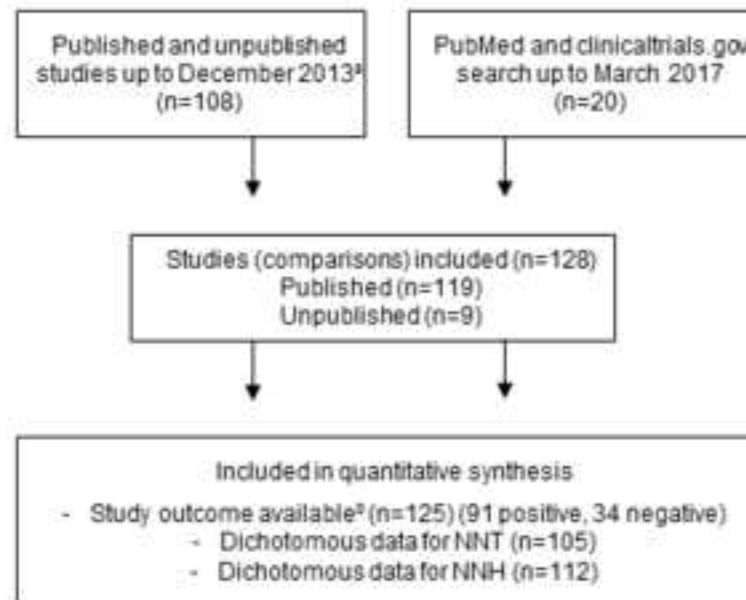 Published and unpublished
studies up to December 2013³
(n=108)
PubMed and clinicaltrials.gov
search up to March 2017
(n=20)
Studies (comparisons) included (n=128)
Published (n=119)
Unpublished (n=9)
Included in quantitative synthesis
- Study outcome available² (n=125) (91 positive, 34 negative)
- Dichotomous data for NNT (n=105)
- Dichotomous data for NNH (n=112)